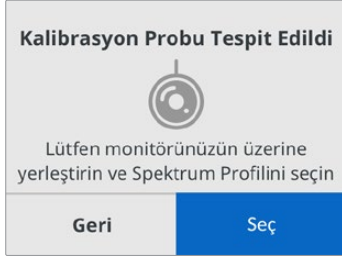 Kalibrasyon Probu Tespit Edildi
Lütfen monitörünüzün üzerine
yerleştirin ve Spektrum Profilini seçin
Geri
Seç